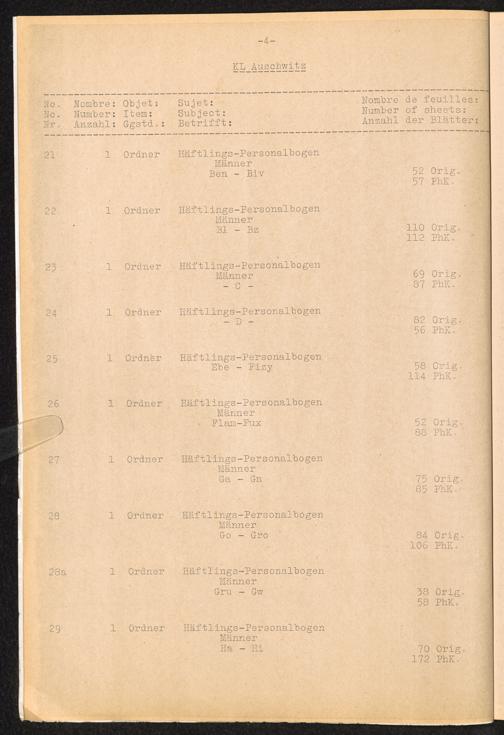 -4-
KL Auschwitz
No. Nombre: Objet: Sujet: Nombre de feuilles:
No. Number: Item: Subject: Number of sheets:
Nr. Anzahl: Ggstd.: Betrifft: Anzahl der Blätter:
21 1 Ordner Häftlings-Personalbogen
Männer
Ben - Biv 52 Orig.
57 PhK.
22 1 Ordner Häftlings-Personalbogen
Männer
Bl - Bz 110 Orig.
112 PhK.
23 1 Ordner Häftlings-Personalbogen
Männer 69 Orig.
- C - 87 PhK.
24 1 Ordner Häftlings-Personalbogen
- D - 82 Orig.
56 PhK.
25 1 Ordner Häftlings-Personalbogen
Ebe - Fizy 58 Orig.
114 PhK.
26 1 Ordner Häftlings-Personalbogen
Männer
Flam-Fux 52 Orig.
88 PhK.
27 1 Ordner Häftlings-Personalbogen
Männer
Ga - Gn 75 Orig.
85 PhK.
28 1 Ordner Häftlings-Personalbogen
Männer
Go - Gro 84 Orig.
106 PhK.
28a 1 Ordner Häftlings-Personalbogen
Männer
Gru - Gw 38 Orig.
58 PhK.
29 1 Ordner Häftlings-Personalbogen
Männer
Ha - Hi 70 Orig.
172 PhK.